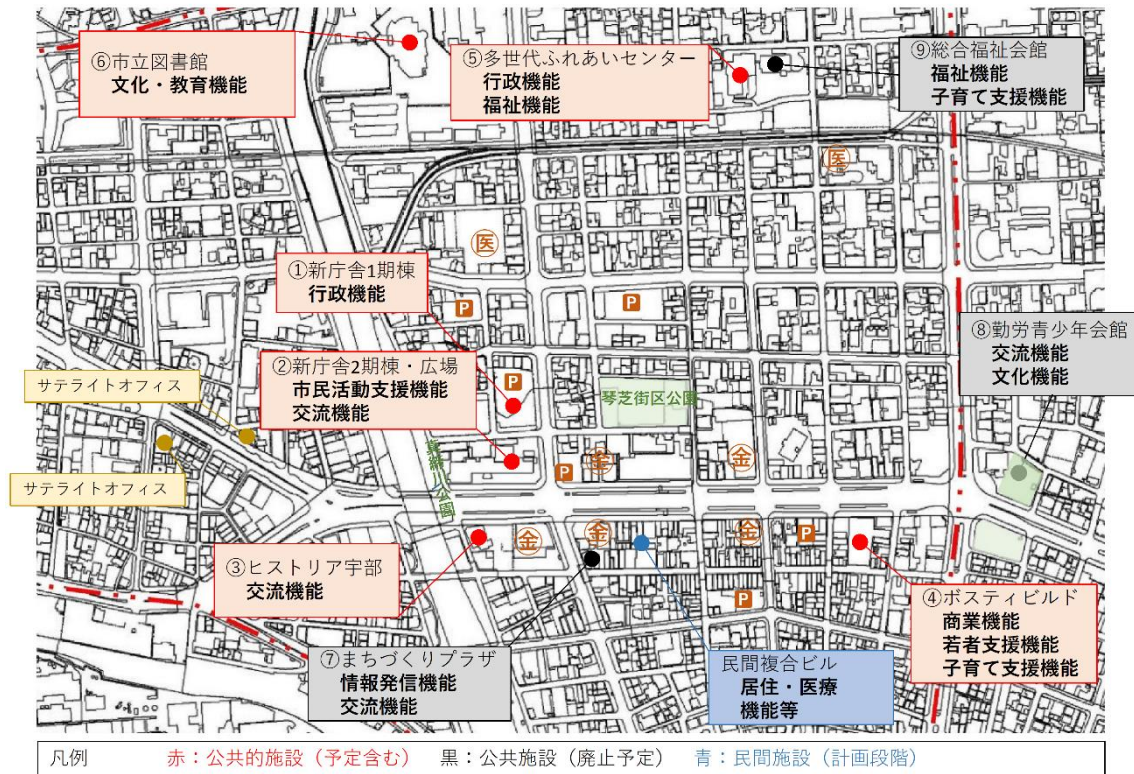 ⑥市立図書館
文化・教育機能
⑤多世代ふれあいセンター
行政機能
福祉機能
⑨総合福祉会館
福祉機能
子育て支援機能
医
医
①新庁舎1期棟
行政機能
P
P
②新庁舎2期棟・広場
市民活動支援機能
交流機能
P
琴芝街区公園
⑧勤労青少年会館
交流機能
文化機能
サテライトオフィス
サテライトオフィス
真締川公園
P
金
金
③ヒストリア宇部
交流機能
金
金
金
P
P
④ボスティビルド
商業機能
若者支援機能
子育て支援機能
⑦まちづくりプラザ
情報発信機能
交流機能
民間複合ビル
居住・医療
機能等
凡例 赤：公共的施設（予定含む） 黒：公共施設（廃止予定） 青：民間施設（計画段階）